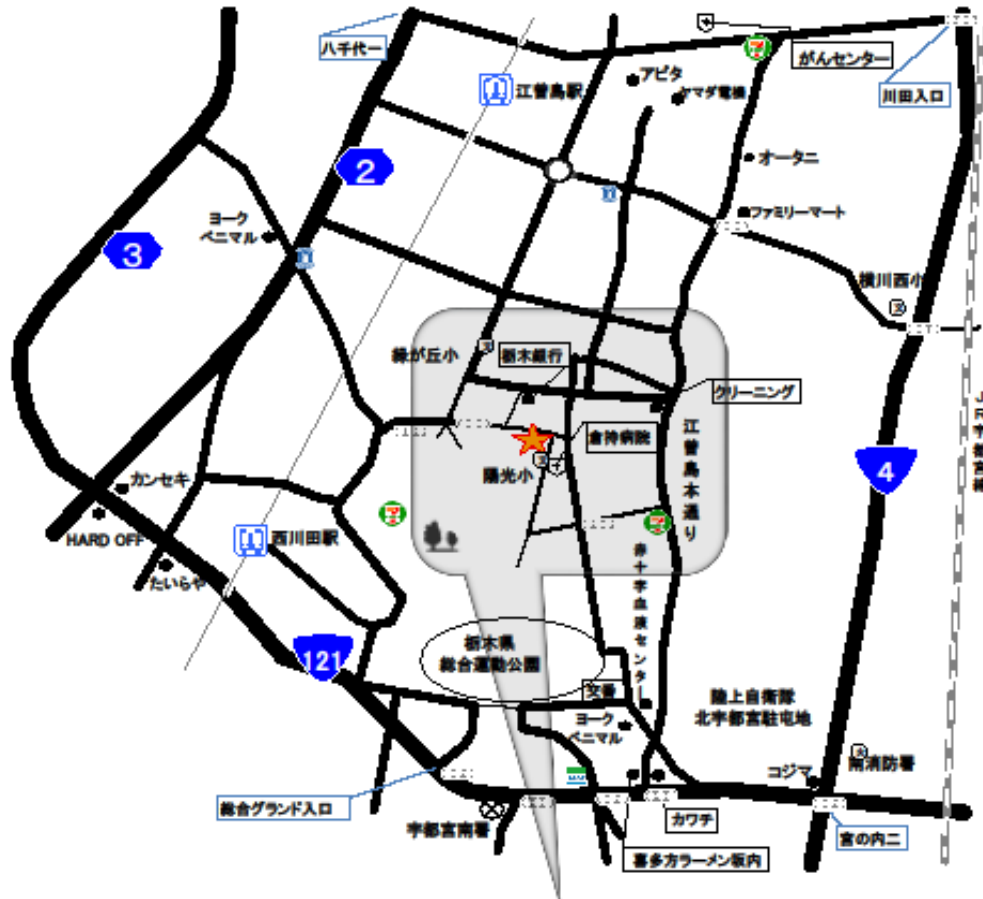 八千代一
がんセンター
川田入口
江曽島駅
アピタ
ヤマダ電機
2
オータニ
ファミリーマート
ヨーク
ベニマル
3
横川西小
緑が丘小
栃木銀行
クリーニング
倉持病院
陽光小
江曽島本通り
4
JR宇都宮線
カンセキ
HARD OFF
西川田駅
たいらや
赤十字血液センター
121
栃木県
総合運動公園
交番
陸上自衛隊
北宇都宮駐屯地
ヨーク
ベニマル
南消防署
コジマ
総合グランド入口
宇都宮南署
カワチ
宮の内二
喜多方ラーメン坂内